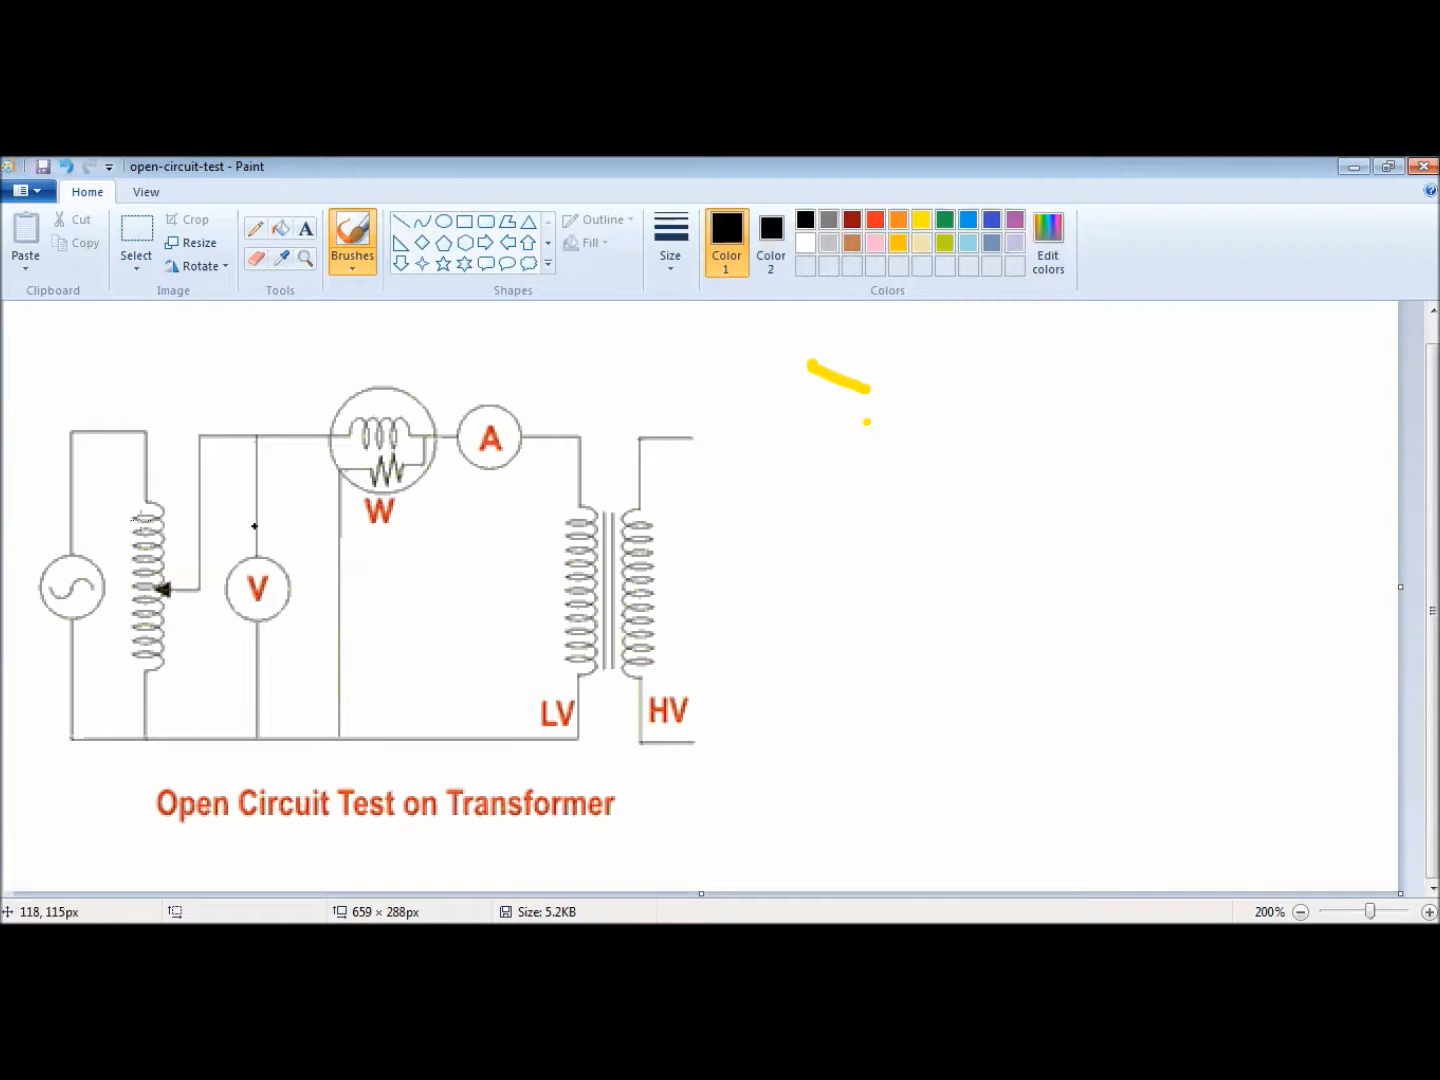 open-circuit-test - Paint
Home View
Paste
Cut
Copy
Clipboard
Select
Crop
Resize
Rotate
Image
A
Tools
Brushes
Outline
Fill
Shapes
Size
Color 1
Color 2
Edit colors
Colors
W
A
V
LV
HV
Open Circuit Test on Transformer
118, 115px
659 × 288px
Size: 5.2KB
200%